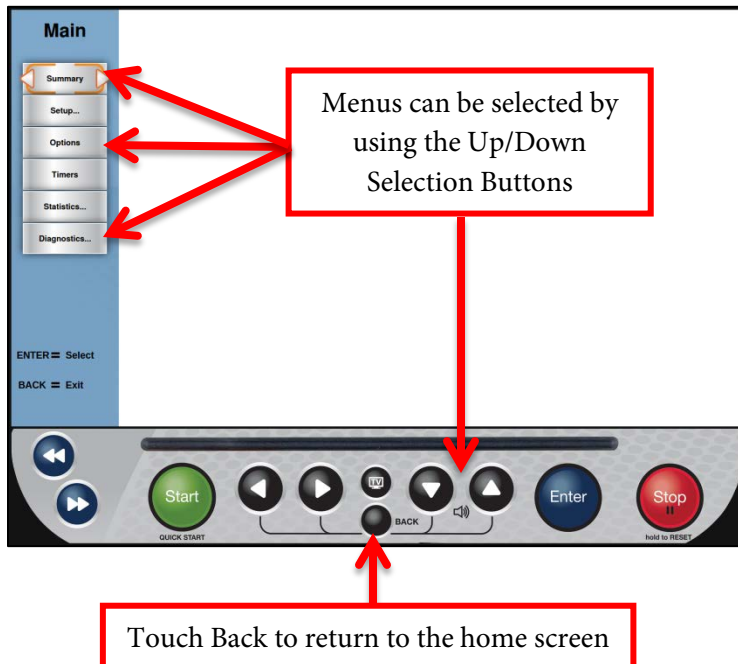 Main
Summary
Setup...
Options
Timers
Statistics...
Diagnostics...
Menus can be selected by
using the Up/Down
Selection Buttons
ENTER = Select
BACK = Exit
Start
TV
Enter
Stop
BACK
QUICK START
hold to RESET
Touch Back to return to the home screen